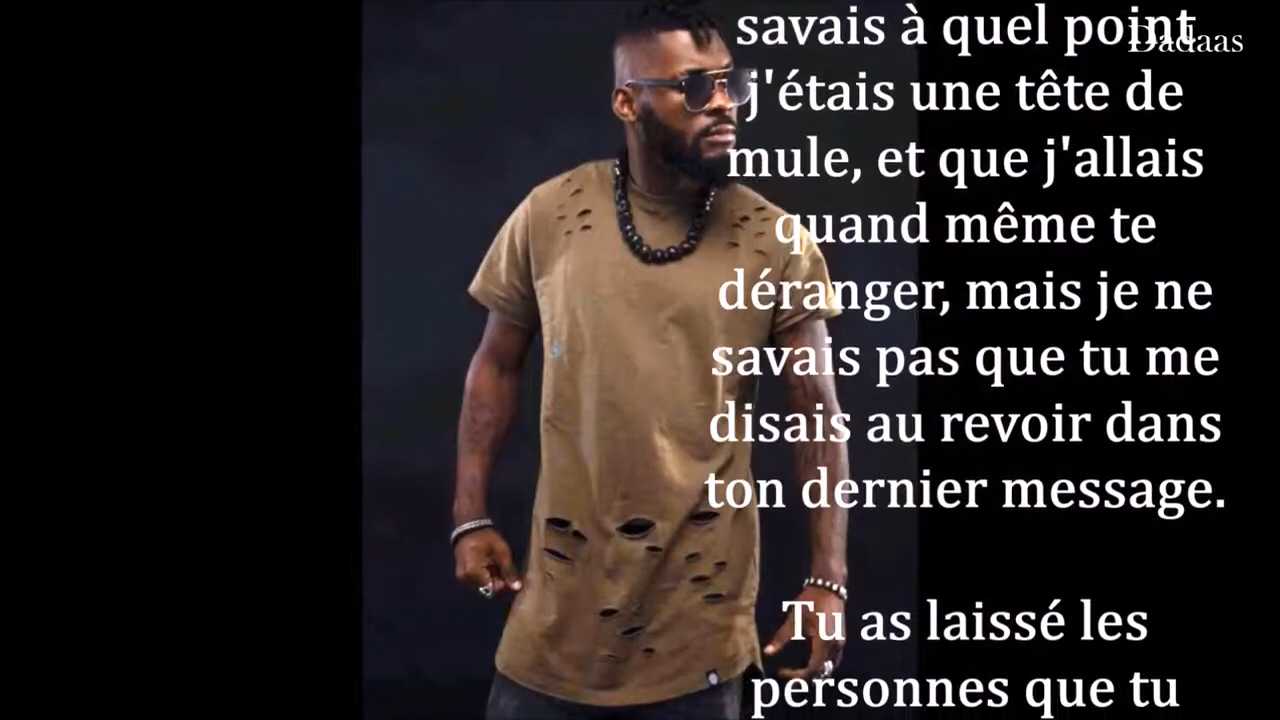 savais à quel point
Dadaas
j'étais une tête de
mule, et que j'allais
quand même te
déranger, mais je ne
savais pas que tu me
disais au revoir dans
ton dernier message.
Tu as laissé les
personnes que tu